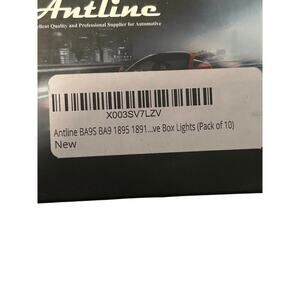 Antline
ellent Quality and Professional Supplier for Automotive
X003SV7LZV
Antline BA9S BA9 1895 1891...ve Box Lights (Pack of 10)
New